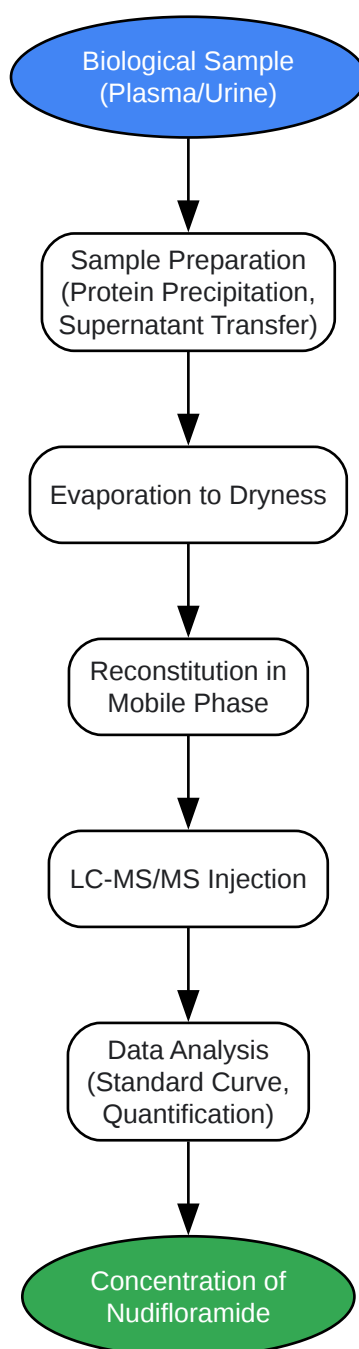 Biological Sample
(Plasma/Urine)
Sample Preparation
(Protein Precipitation,
Supernatant Transfer)
Evaporation to Dryness
Reconstitution in
Mobile Phase
LC-MS/MS Injection
Data Analysis
(Standard Curve,
Quantification)
Concentration of
Nudifloramide